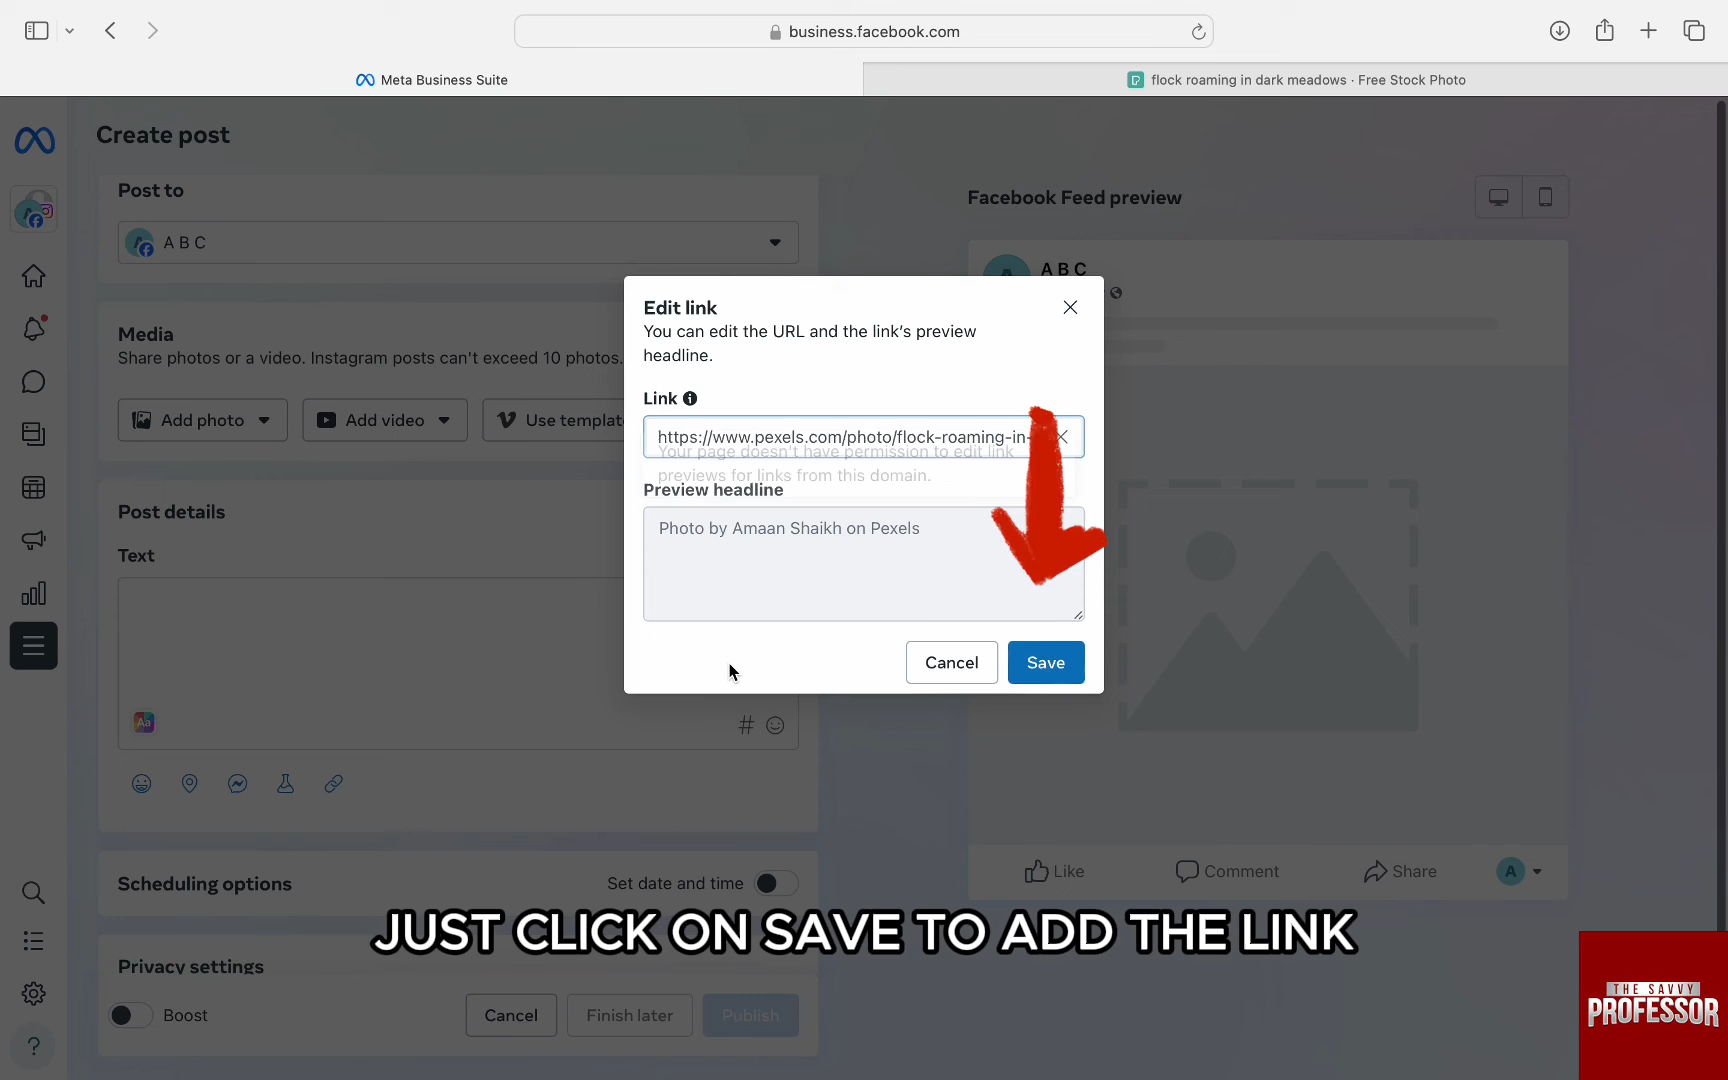 business.facebook.com
Meta Business Suite
flock roaming in dark meadows · Free Stock Photo
Create post
Post to
A B C
Media
Share photos or a video. Instagram posts can't exceed 10 photos.
Add photo
Add video
Use templat
Post details
Text
Aa
#
Scheduling options
Set date and time
Privacy settings
Boost
Cancel
Finish later
Publish
Facebook Feed preview
A B C
Like
Comment
Share
A
Edit link
You can edit the URL and the link's preview
headline.
Link
https://www.pexels.com/photo/flock-roaming-in-
Your page doesn't have permission to edit link
previews for links from this domain.
Preview headline
Photo by Amaan Shaikh on Pexels
Cancel
Save
JUST CLICK ON SAVE TO ADD THE LINK
THE SAVVY
PROFESSOR